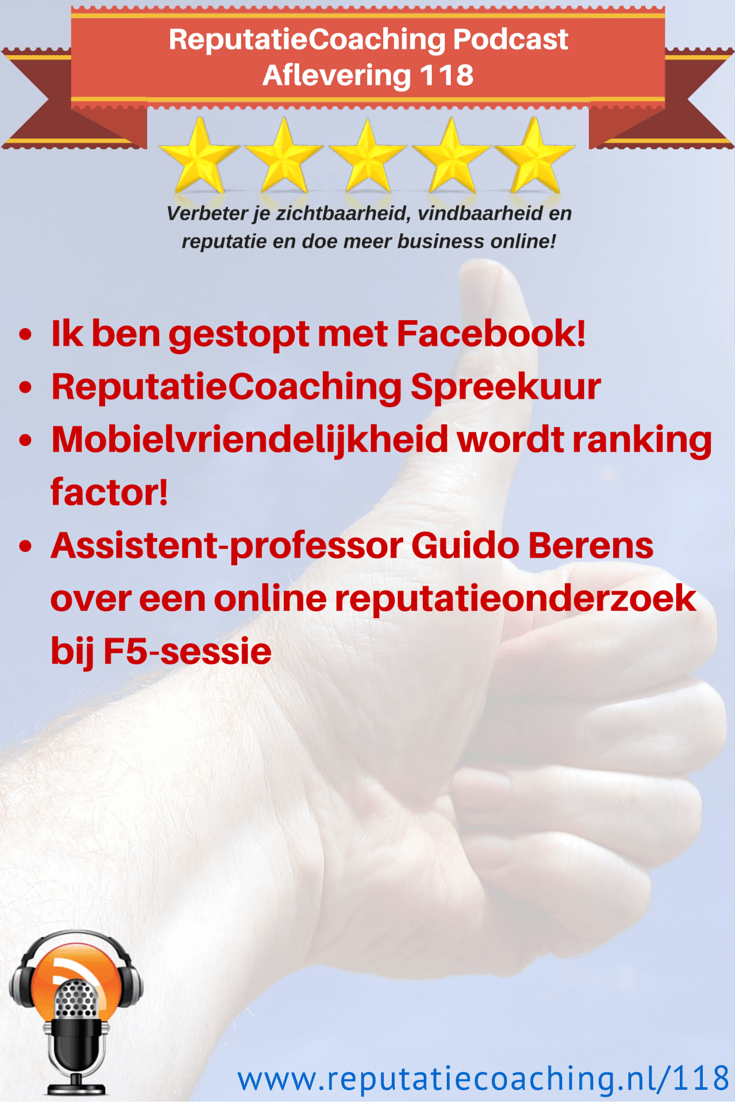 ReputatieCoaching Podcast
Aflevering 118
Verbeter je zichtbaarheid, vindbaarheid en
reputatie en doe meer business online!
• Ik ben gestopt met Facebook!
• ReputatieCoaching Spreekuur
• Mobielvriendelijkheid wordt ranking
factor!
• Assistent-professor Guido Berens
over een online reputatieonderzoek
bij F5-sessie
www.reputatiecoaching.nl/118